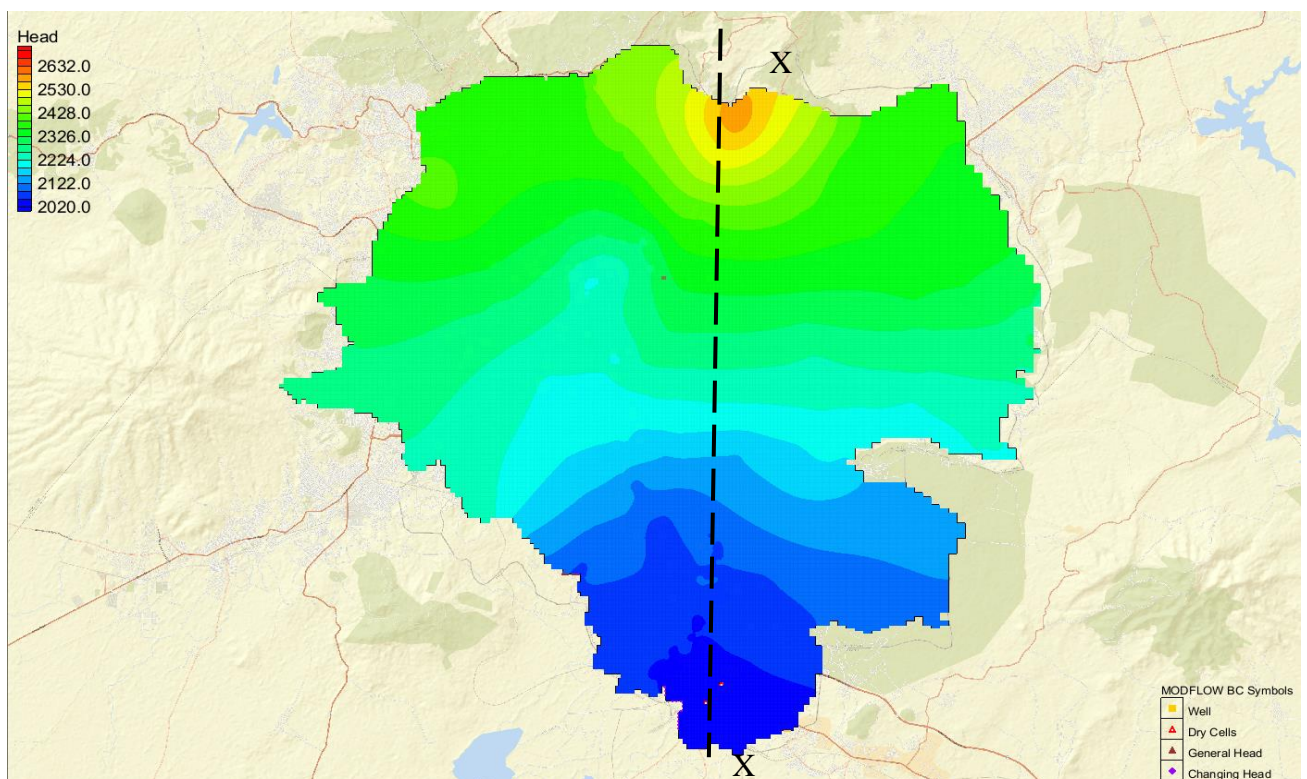 Head
2632.0
2530.0
2428.0
2326.0
2224.0
2122.0
2020.0
X
X
MODFLOW BC Symbols
Well
Dry Cells
General Head
Changing Head